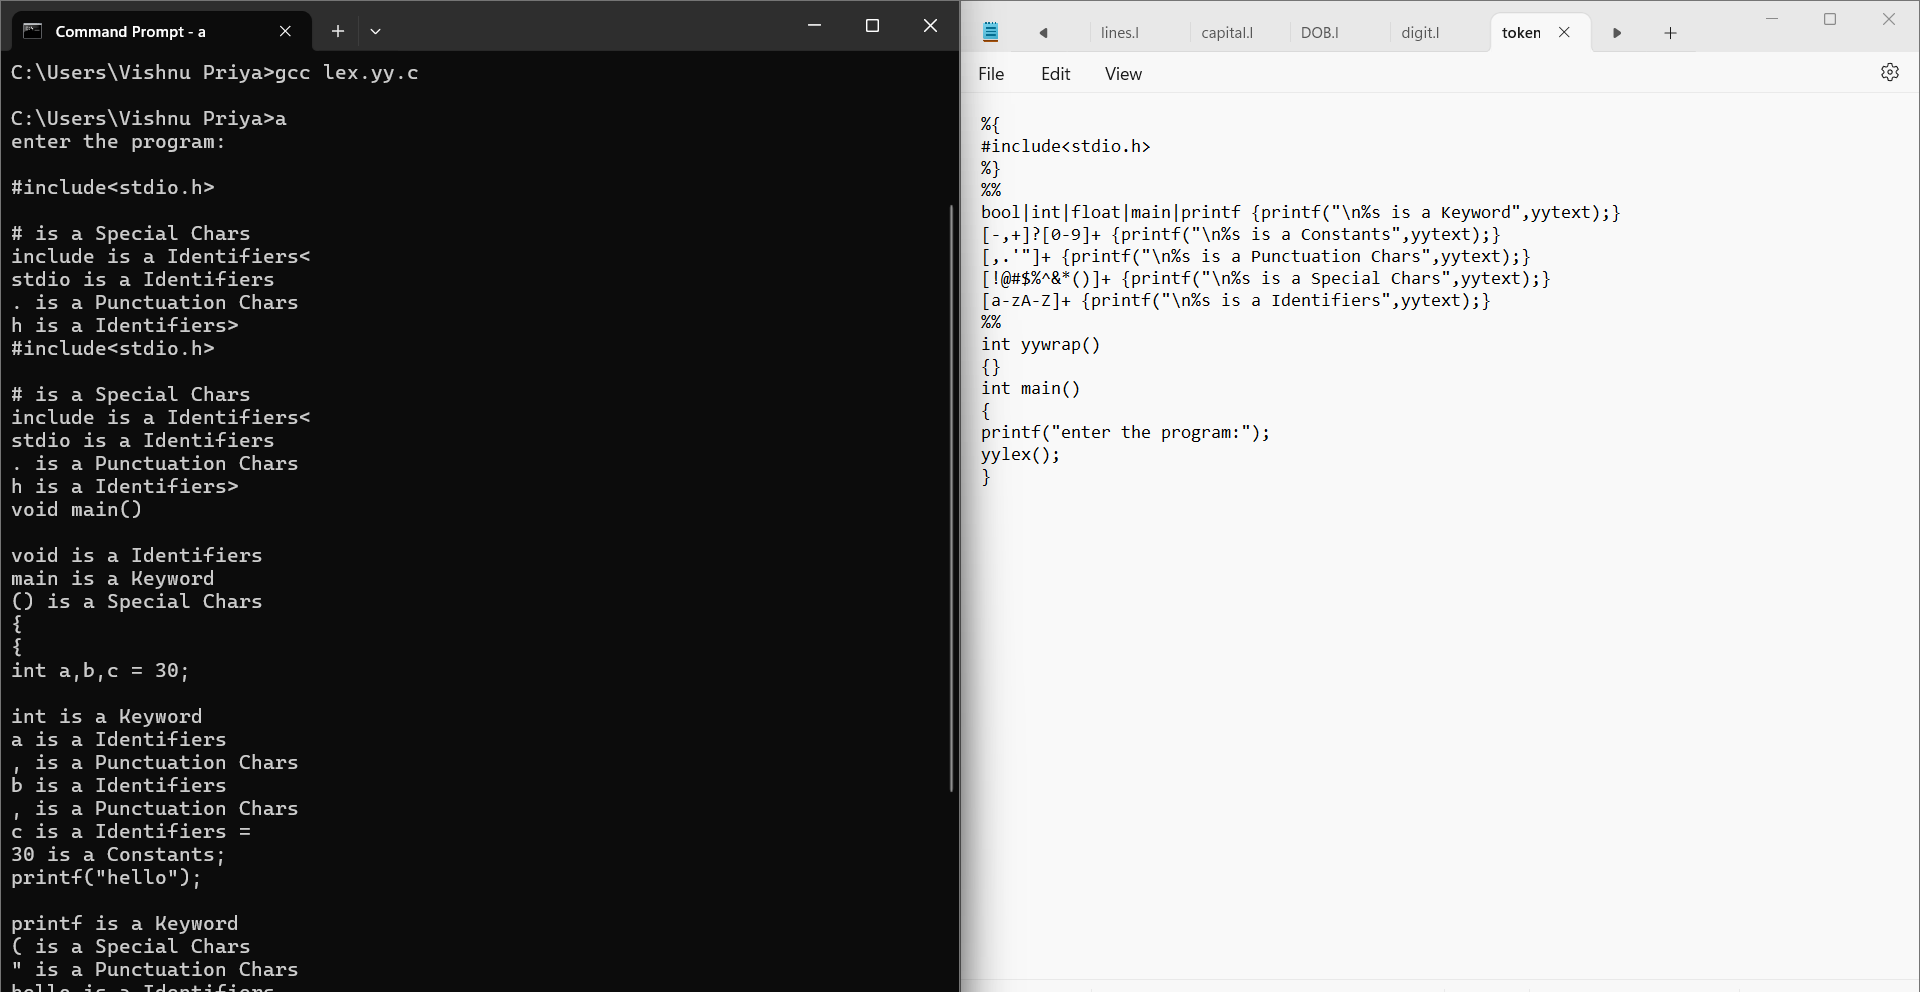 Command Prompt - a
C:\Users\Vishnu Priya>gcc lex.yy.c
C:\Users\Vishnu Priya>a
enter the program:
#include<stdio.h>
# is a Special Chars
include is a Identifiers<
stdio is a Identifiers
. is a Punctuation Chars
h is a Identifiers>
#include<stdio.h>
# is a Special Chars
include is a Identifiers<
stdio is a Identifiers
. is a Punctuation Chars
h is a Identifiers>
void main()
void is a Identifiers
main is a Keyword
() is a Special Chars
{
{
int a,b,c = 30;
int is a Keyword
a is a Identifiers
, is a Punctuation Chars
b is a Identifiers
, is a Punctuation Chars
c is a Identifiers =
30 is a Constants;
printf("hello");
printf is a Keyword
( is a Special Chars
" is a Punctuation Chars
hello is a Identifiers
lines.l
capital.l
DOB.l
digit.l
token
File Edit View
%{
#include<stdio.h>
%}
%%
bool|int|float|main|printf {printf("\n%s is a Keyword",yytext);}
[-,+]?[0-9]+ {printf("\n%s is a Constants",yytext);}
[,.'"]+ {printf("\n%s is a Punctuation Chars",yytext);}
[!@#$%^&*()]+ {printf("\n%s is a Special Chars",yytext);}
[a-zA-Z]+ {printf("\n%s is a Identifiers",yytext);}
%%
int yywrap()
{}
int main()
{
printf("enter the program:");
yylex();
}